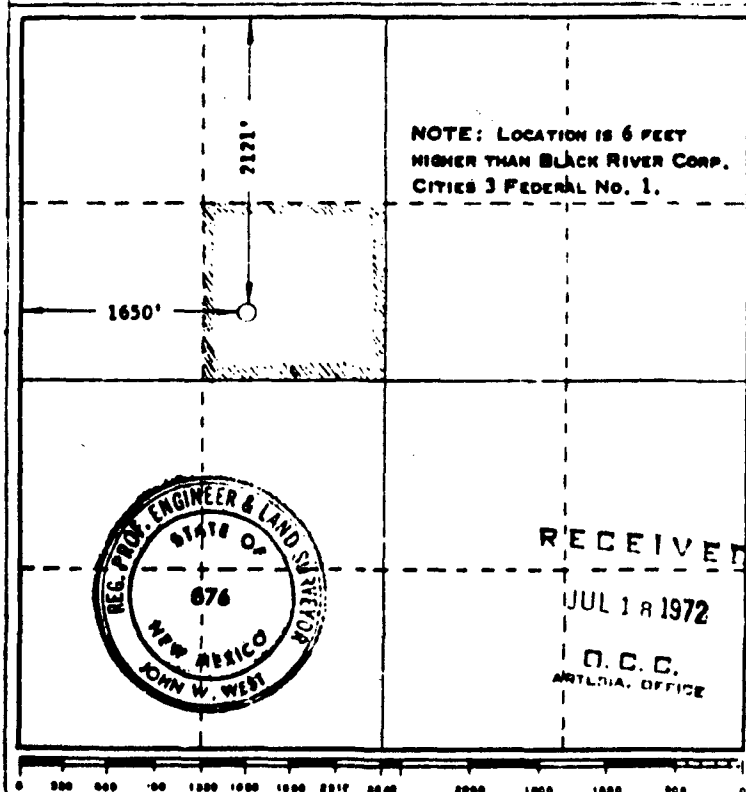 2121'
NOTE: LOCATION IS 6 FEET
HIGHER THAN BLACK RIVER CORP.
CITIES 3 FEDERAL NO. 1.
1650'
REG. PROF. ENGINEER & LAND SURVEYOR
STATE OF
676
NEW MEXICO
JOHN W. WEST
RECEIVED
JUL 18 1972
O. C. C.
ARTESIA, OFFICE
0